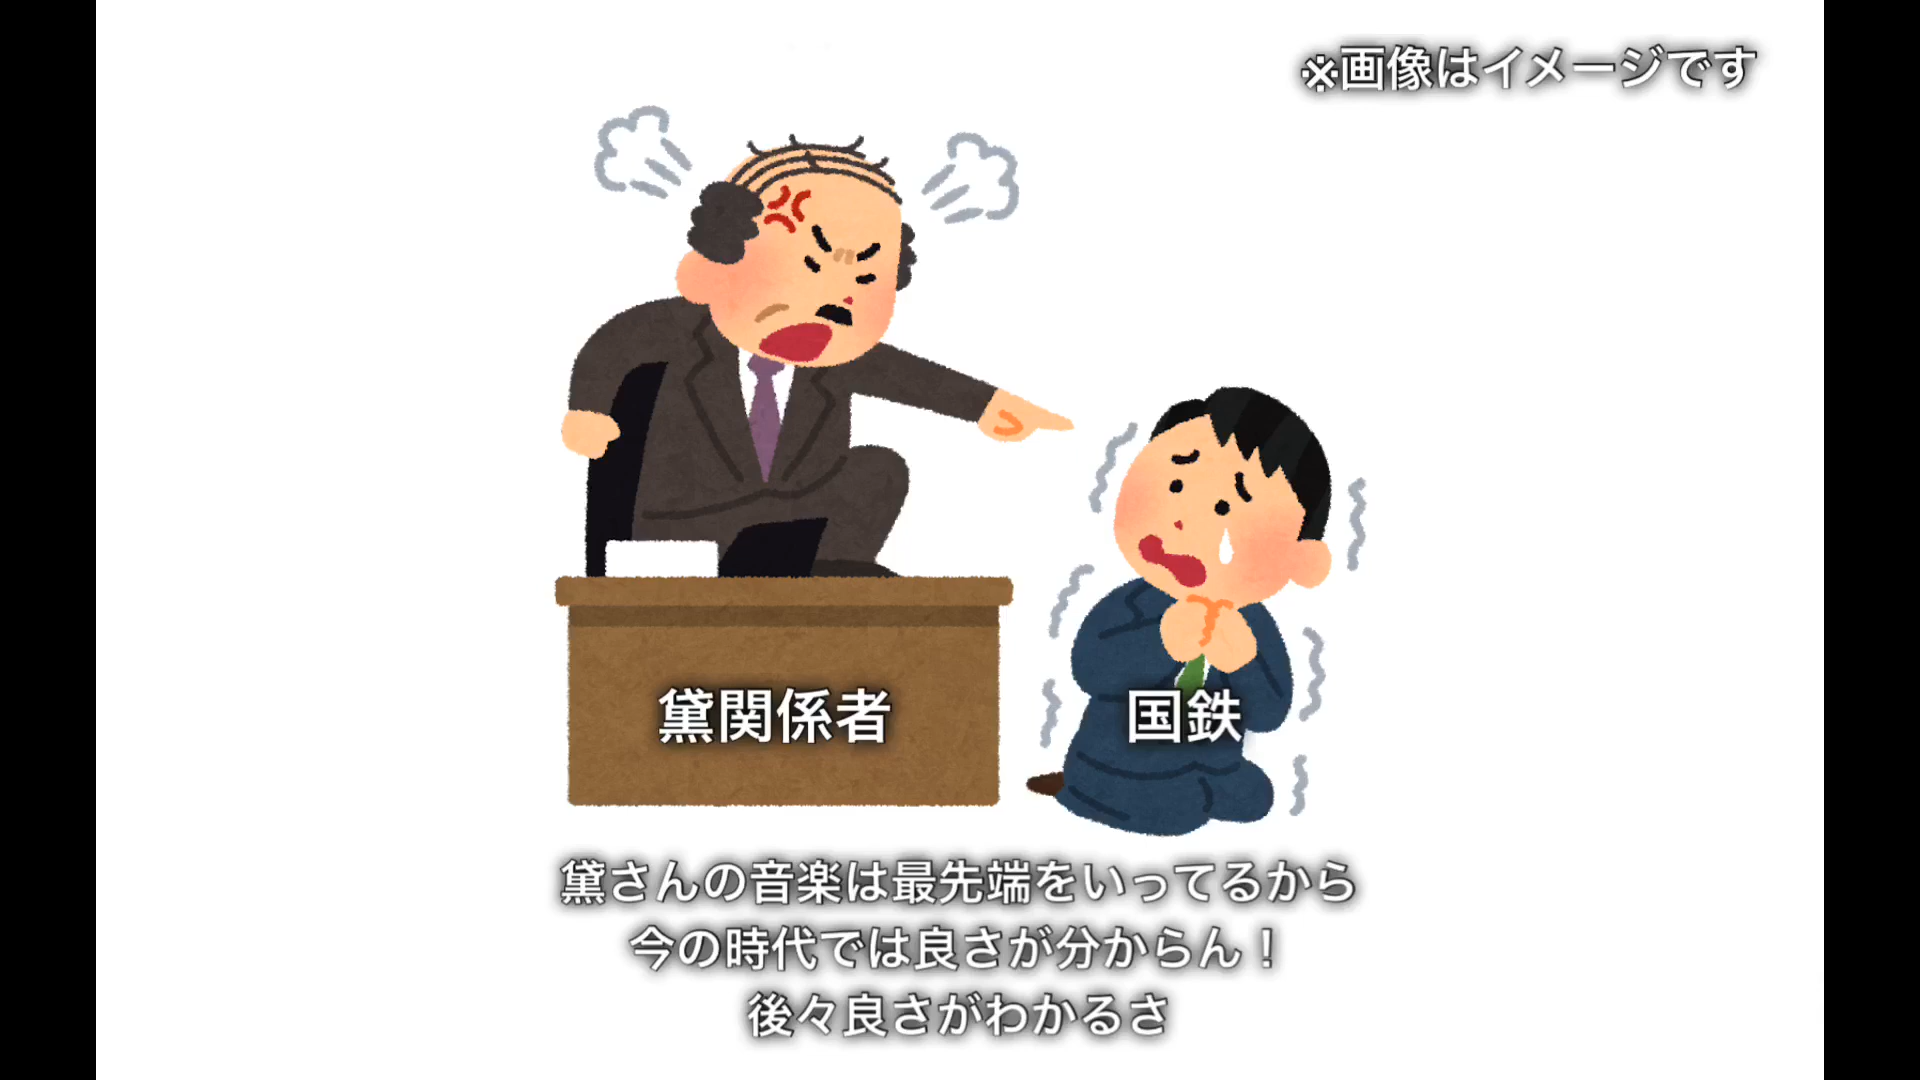 ※画像はイメージです
黛関係者
国鉄
黛さんの音楽は最先端をいってるから
今の時代では良さが分からん！
後々良さがわかるさ